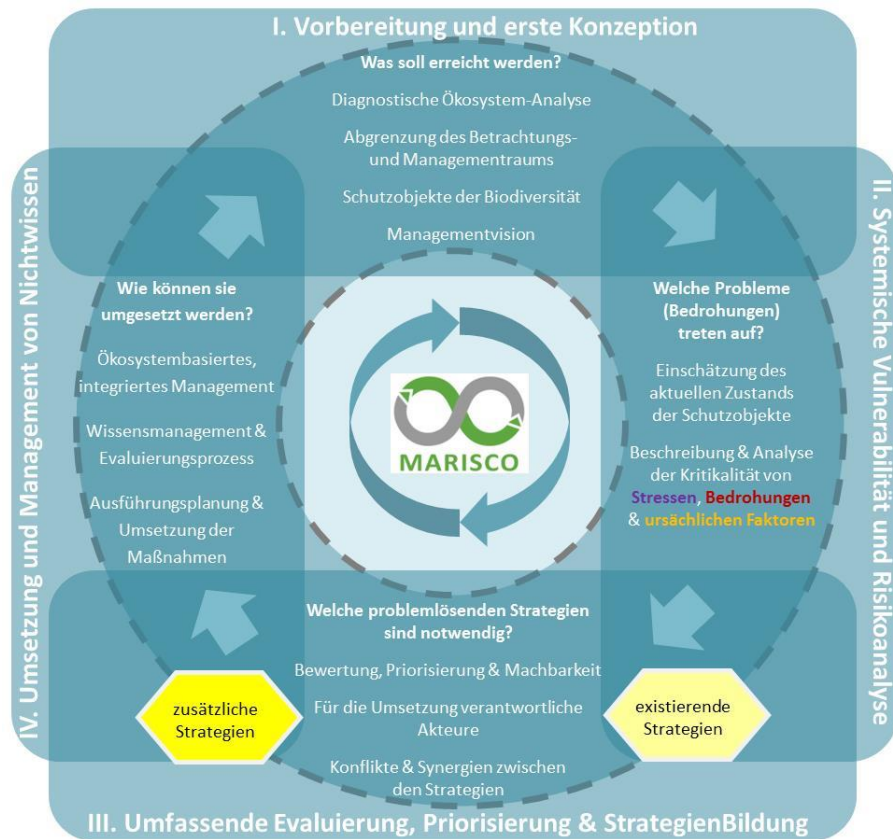 I. Vorbereitung und erste Konzeption
Was soll erreicht werden?
Diagnostische Ökosystem-Analyse
Abgrenzung des Betrachtungs-
und Managementraums
Schutzobjekte der Biodiversität
Managementvision
II. Systemische Vulnerabilität und Risikoanalyse
Welche Probleme
(Bedrohungen)
treten auf?
Einschätzung des
aktuellen Zustands
der Schutzobjekte
Beschreibung & Analyse
der Kritikalität von
Stressen, Bedrohungen
& ursächlichen Faktoren
existierende
Strategien
III. Umfassende Evaluierung, Priorisierung & StrategienBildung
Welche problemlösenden Strategien
sind notwendig?
Bewertung, Priorisierung & Machbarkeit
Für die Umsetzung verantwortliche
Akteure
Konflikte & Synergien zwischen
den Strategien
zusätzliche
Strategien
IV. Umsetzung und Management von Nichtwissen
Wie können sie
umgesetzt werden?
Ökosystembasiertes,
integriertes Management
Wissensmanagement &
Evaluierungsprozess
Ausführungsplanung &
Umsetzung der
Maßnahmen
MARISCO